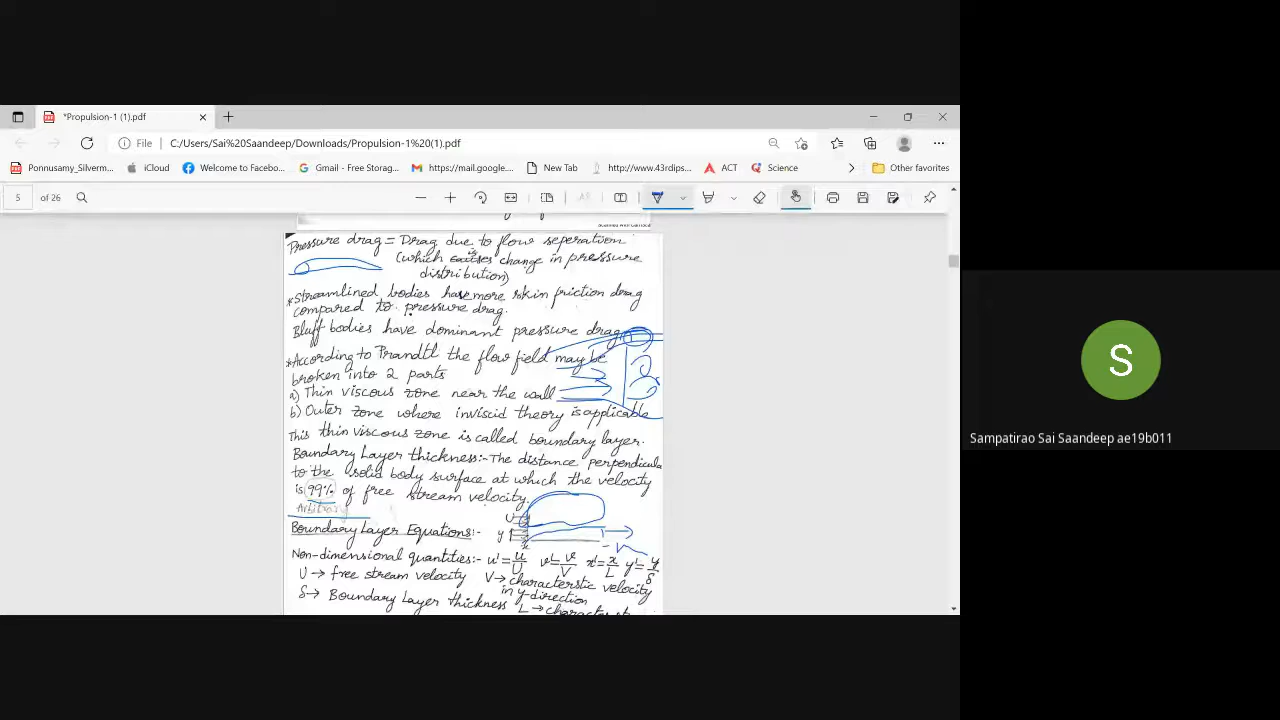 *Propulsion-1 (1).pdf
File C:/Users/Sai%20Saandeep/Downloads/Propulsion-1%20(1).pdf
Ponnusamy_Silverm... iCloud Welcome to Facebo... Gmail - Free Storag... https://mail.google.... New Tab http://www.43rdips... ACT Science Other favorites
5 of 26
Pressure drag = Drag due to flow seperation
(which is change in pressure
distribution)
*Streamlined bodies have more skin friction drag
compared to pressure drag.
Bluff bodies have dominant pressure drag
*According to Prandtl the flow field may be
broken into 2 parts
a) Thin viscous zone near the wall
b) Outer zone where inviscid theory is applicable
This thin viscous zone is called boundary layer.
Boundary Layer thickness:- The distance perpendicula
to the solid body surface at which the velocity
is 99% of free stream velocity.
Boundary Layer Equations:-
U
y
Non-dimensional quantities:- u'=u/U v'=v/V x'=x/L y'=y/δ
U → free stream velocity V → characterstic velocity
in y-direction
δ → Boundary Layer thickness L → characterst
S
Sampatirao Sai Saandeep ae19b011